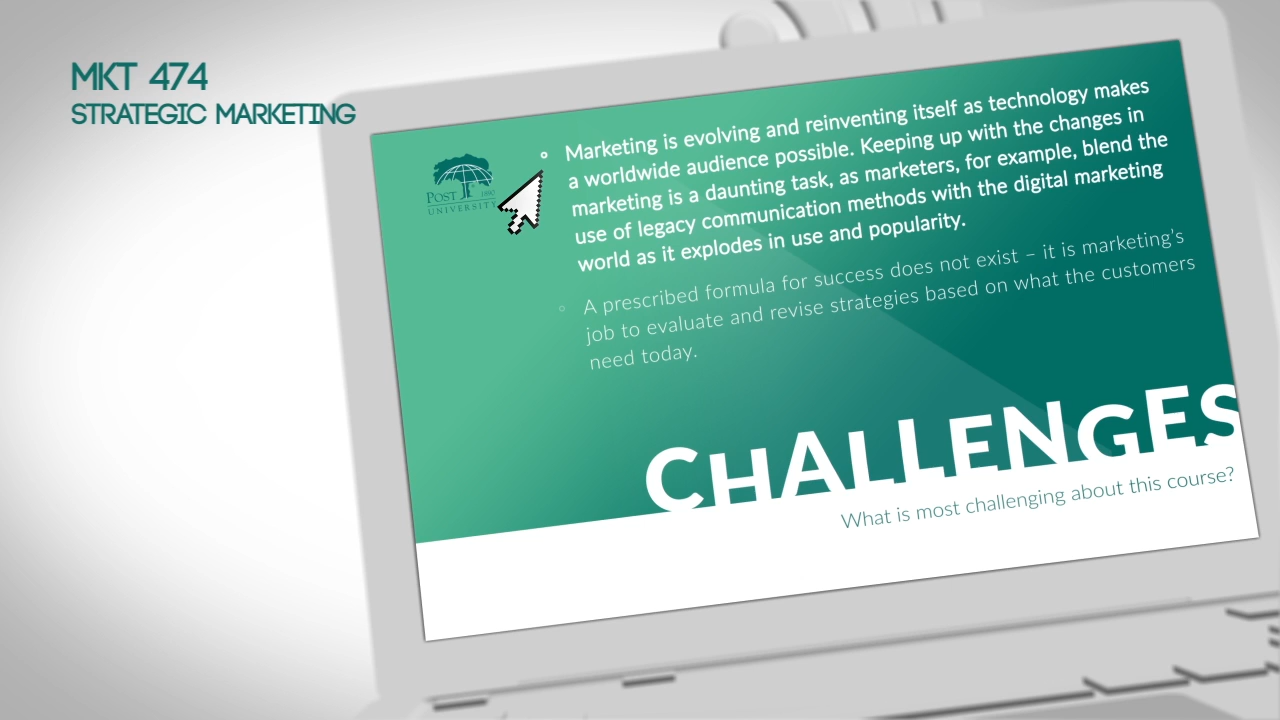 MKT 474
STRATEGIC MARKETING
POST
1890
UNIVERSITY
Marketing is evolving and reinventing itself as technology makes
a worldwide audience possible. Keeping up with the changes in
marketing is a daunting task, as marketers, for example, blend the
use of legacy communication methods with the digital marketing
world as it explodes in use and popularity.
A prescribed formula for success does not exist – it is marketing's
job to evaluate and revise strategies based on what the customers
need today.
CHALLENGES
What is most challenging about this course?